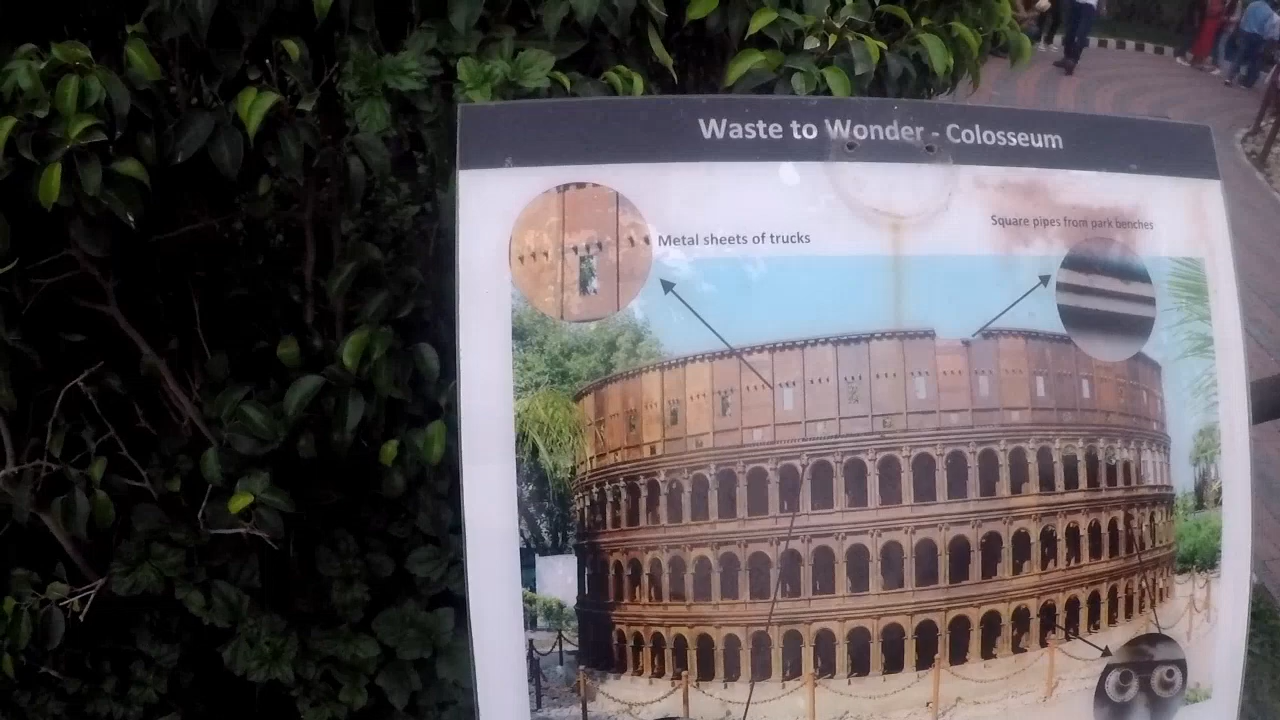 Waste to Wonder - Colosseum
Square pipes from park benches
Metal sheets of trucks